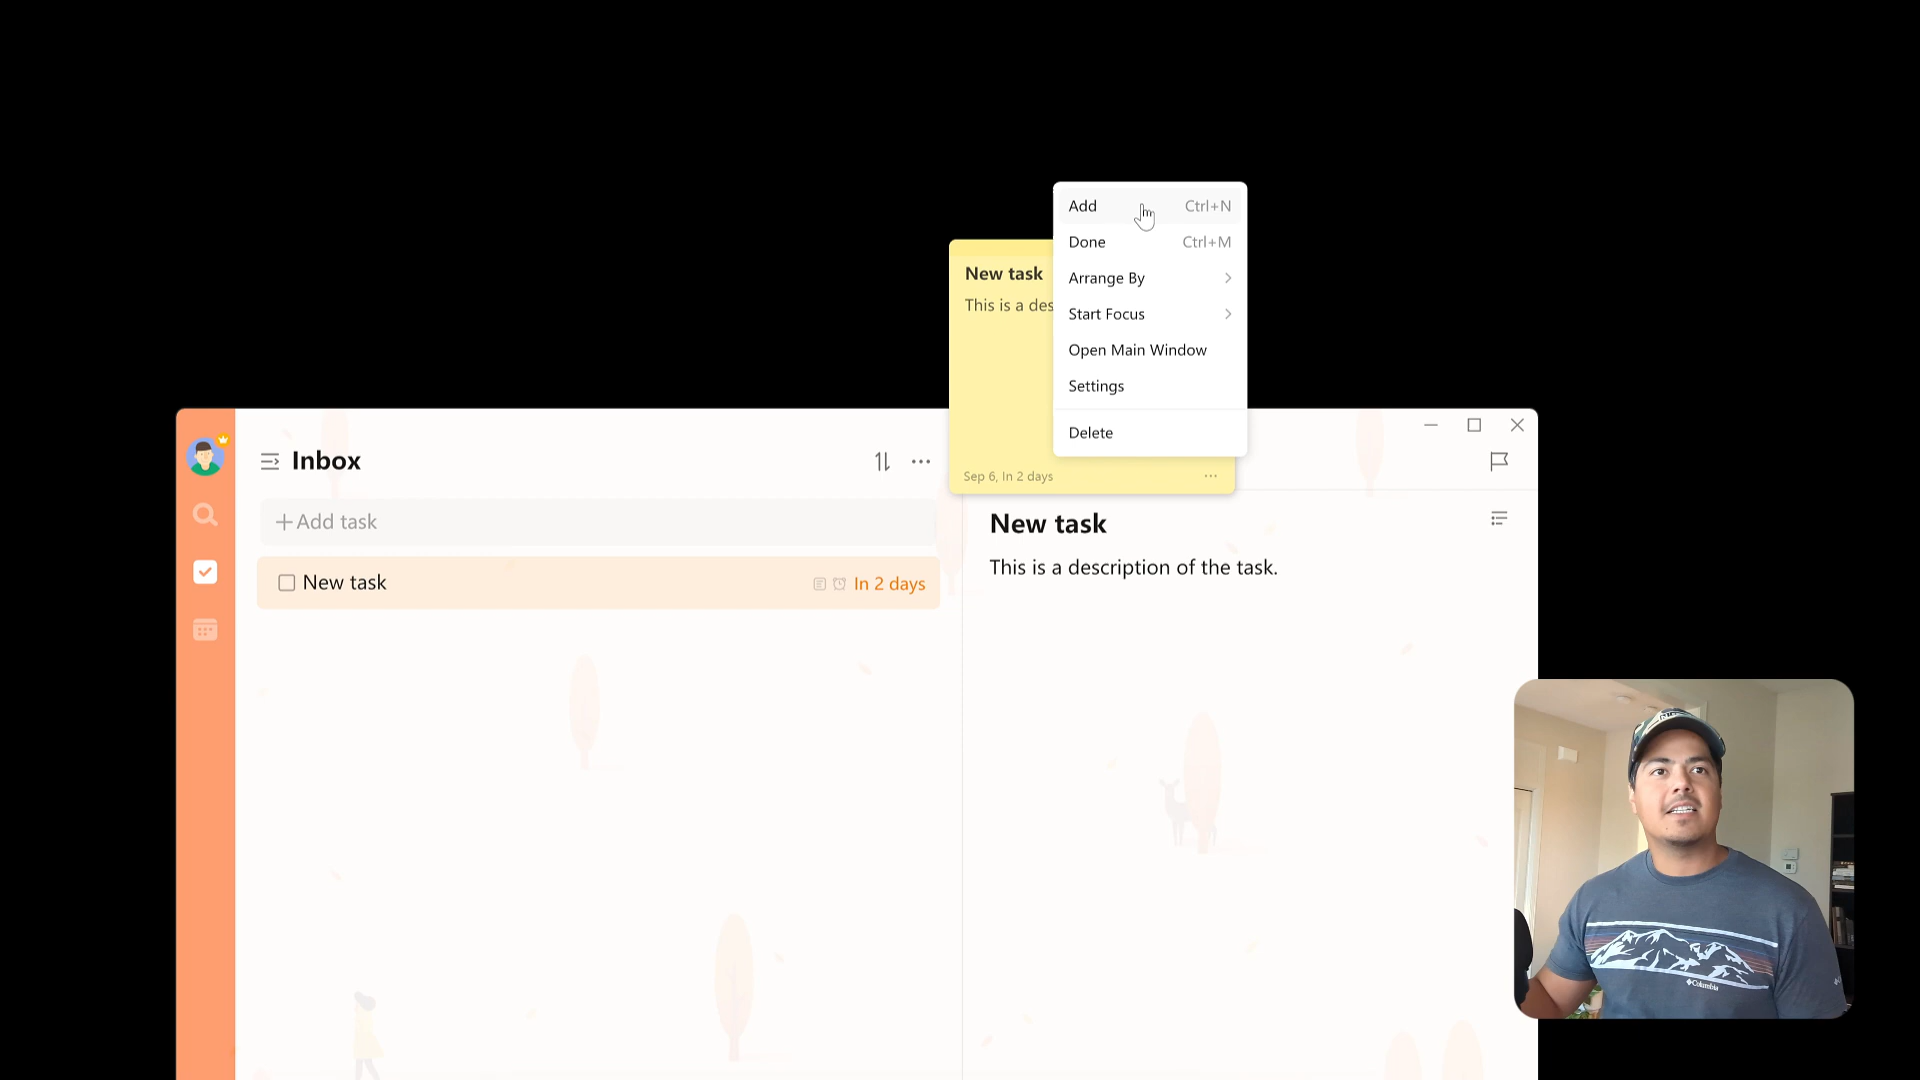 Add Ctrl+N
Done Ctrl+M
Arrange By
Start Focus
Open Main Window
Settings
Delete
New task
This is a des
Sep 6, In 2 days
Inbox
Add task
New task In 2 days
New task
This is a description of the task.
Columbia